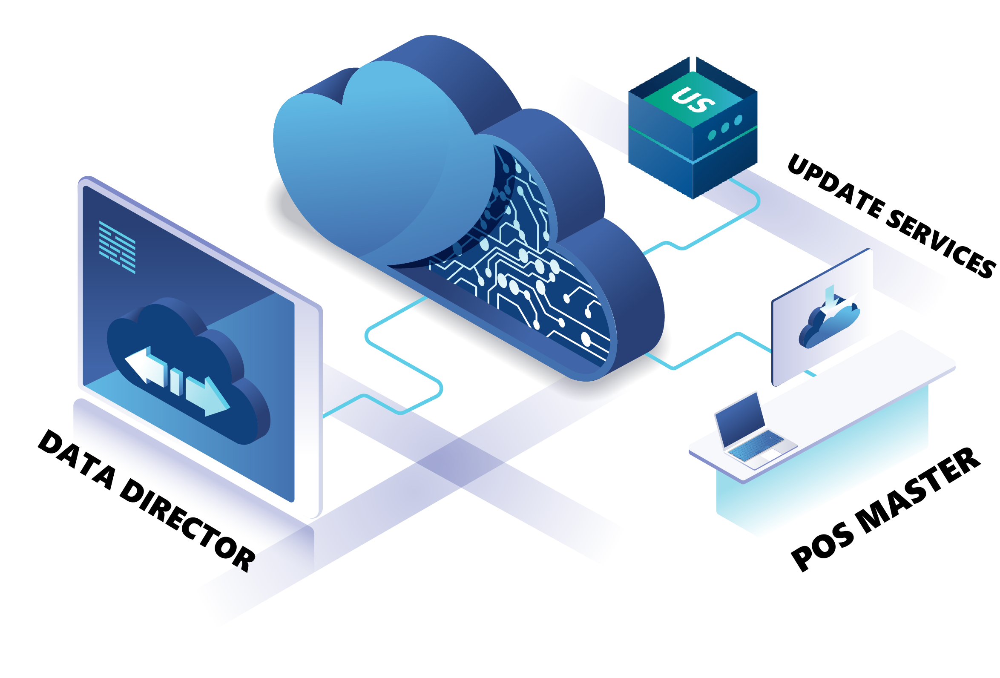 US
UPDATE SERVICES
DATA DIRECTOR
POS MASTER